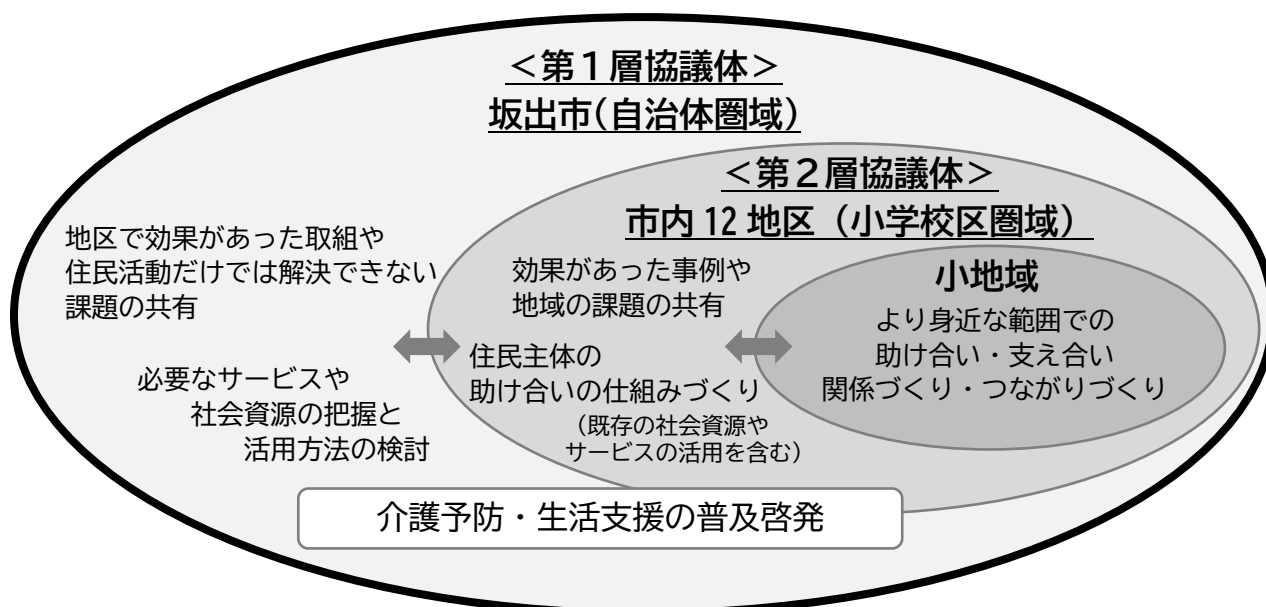 ＜第１層協議体＞
坂出市(自治体圏域)
＜第２層協議体＞
市内 12 地区（小学校区圏域）
地区で効果があった取組や
住民活動だけでは解決できない
課題の共有
必要なサービスや
社会資源の把握と
活用方法の検討
効果があった事例や
地域の課題の共有
住民主体の
助け合いの仕組みづくり
（既存の社会資源や
サービスの活用を含む）
小地域
より身近な範囲での
助け合い・支え合い
関係づくり・つながりづくり
介護予防・生活支援の普及啓発